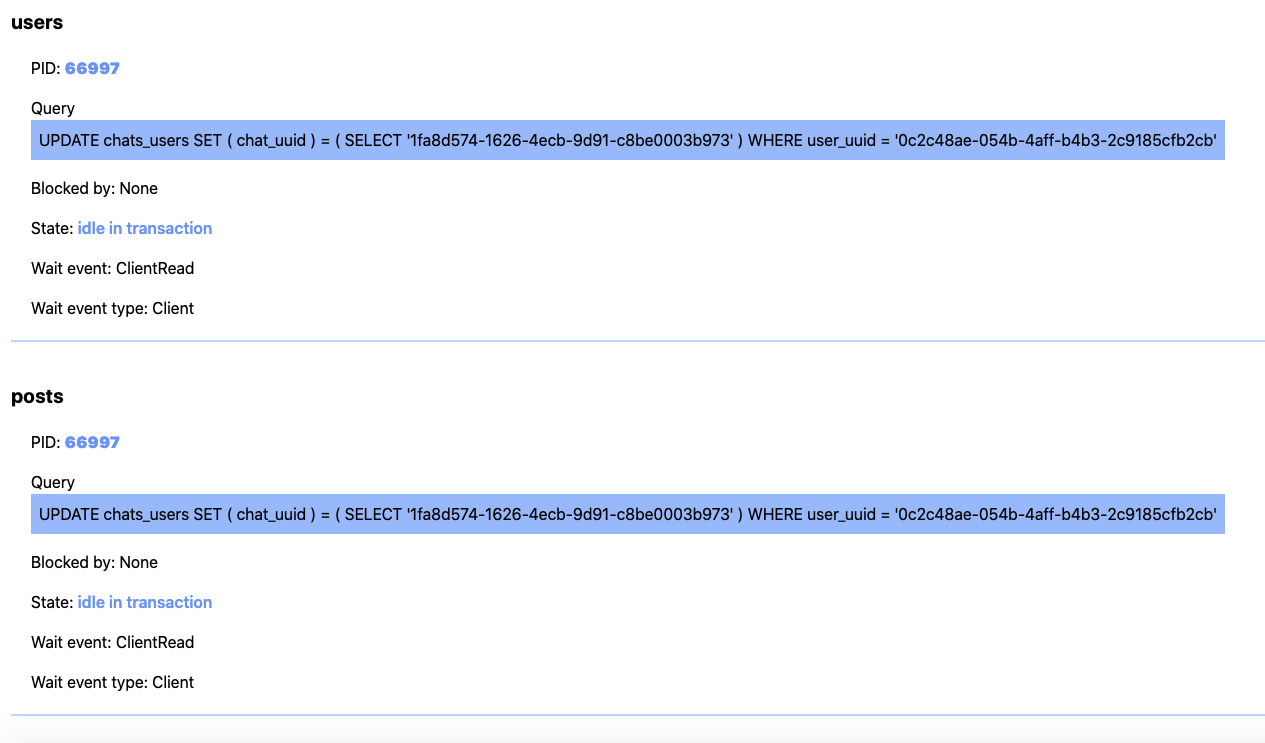 users
PID: 66997
Query
UPDATE chats_users SET ( chat_uuid ) = ( SELECT '1fa8d574-1626-4ecb-9d91-c8be0003b973' ) WHERE user_uuid = '0c2c48ae-054b-4aff-b4b3-2c9185cfb2cb'
Blocked by: None
State: idle in transaction
Wait event: ClientRead
Wait event type: Client
posts
PID: 66997
Query
UPDATE chats_users SET ( chat_uuid ) = ( SELECT '1fa8d574-1626-4ecb-9d91-c8be0003b973' ) WHERE user_uuid = '0c2c48ae-054b-4aff-b4b3-2c9185cfb2cb'
Blocked by: None
State: idle in transaction
Wait event: ClientRead
Wait event type: Client